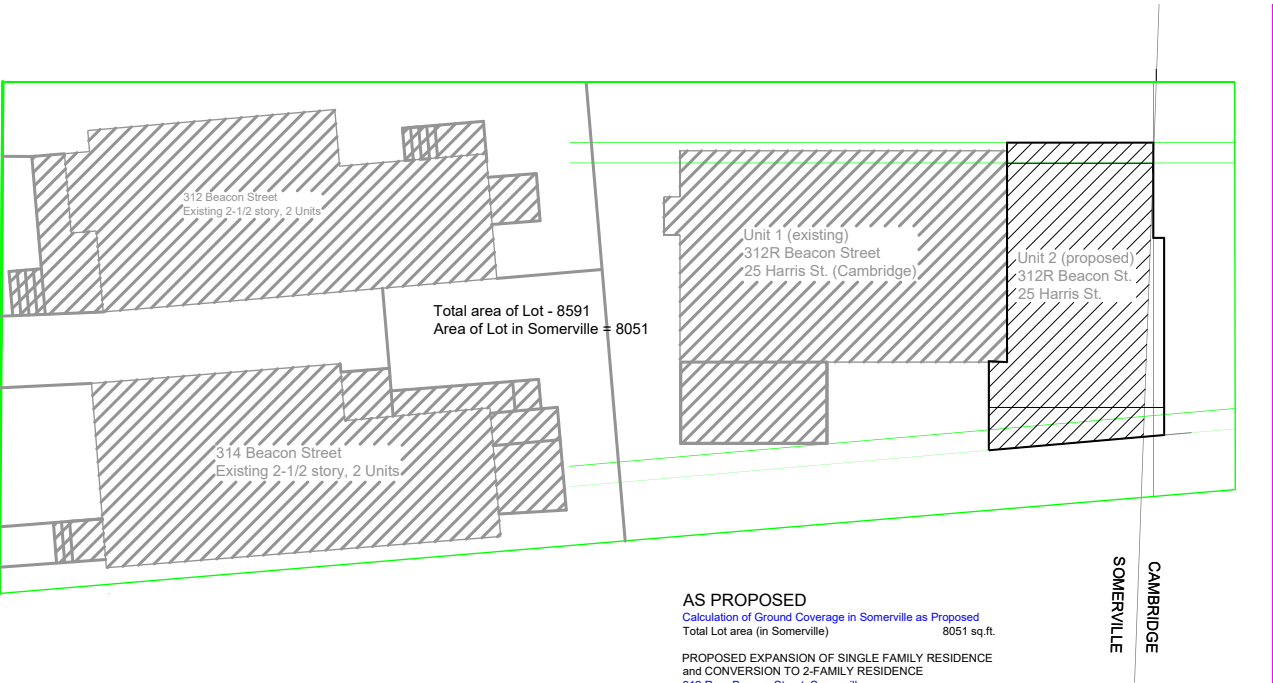 312 Beacon Street
Existing 2-1/2 story, 2 Units
Unit 1 (existing)
312R Beacon Street
25 Harris St. (Cambridge)
Unit 2 (proposed)
312R Beacon St.
25 Harris St.
Total area of Lot - 8591
Area of Lot in Somerville = 8051
314 Beacon Street
Existing 2-1/2 story, 2 Units
SOMERVILLE
CAMBRIDGE
AS PROPOSED
Calculation of Ground Coverage in Somerville as Proposed
Total Lot area (in Somerville) 8051 sq.ft.
PROPOSED EXPANSION OF SINGLE FAMILY RESIDENCE
and CONVERSION TO 2-FAMILY RESIDENCE